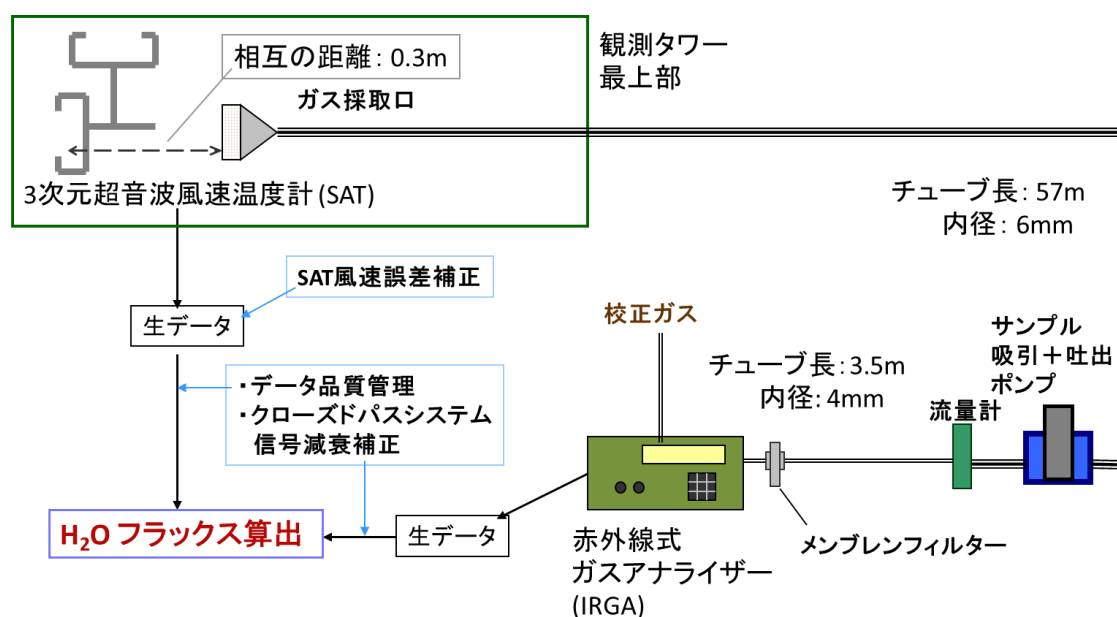 相互の距離: 0.3m
ガス採取口
観測タワー
最上部
3次元超音波風速温度計 (SAT)
チューブ長: 57m
内径: 6mm
SAT風速誤差補正
生データ
校正ガス
サンプル
吸引+吐出
ポンプ
チューブ長: 3.5m
内径: 4mm
流量計
・データ品質管理
・クローズドパスシステム
信号減衰補正
H₂O フラックス算出
生データ
赤外線式
ガスアナライザー
(IRGA)
メンブレンフィルター